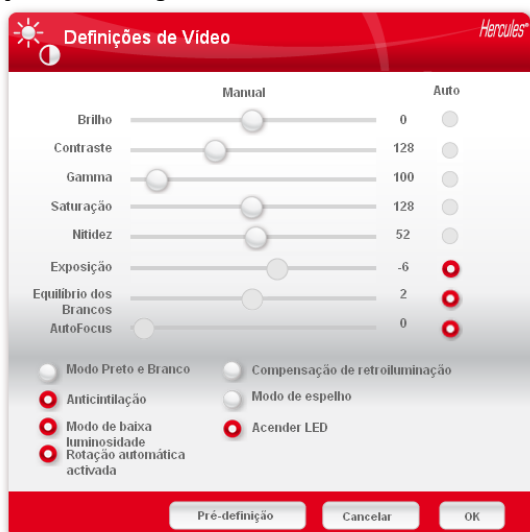 Definições de Vídeo
Hercules
Manual
Auto
Brilho
0
Contraste
128
Gamma
100
Saturação
128
Nitidez
52
Exposição
-6
Equilíbrio dos
Brancos
2
AutoFocus
0
Modo Preto e Branco
Compensação de retroiluminação
Anticintilação
Modo de espelho
Modo de baixa
luminosidade
Acender LED
Rotação automática
activada
Pré-definição
Cancelar
OK